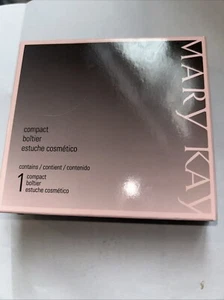 MARY KAY
compact
boîtier
estuche cosmético
contains / contient / contenido
1 compact
boîtier
estuche cosmético